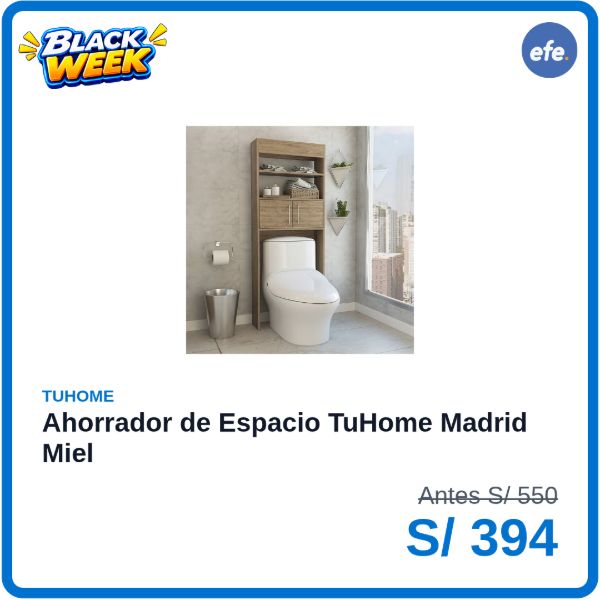 BLACK
WEEK
efe.
TUHOME
Ahorrador de Espacio TuHome Madrid
Miel
Antes S/ 550
S/ 394